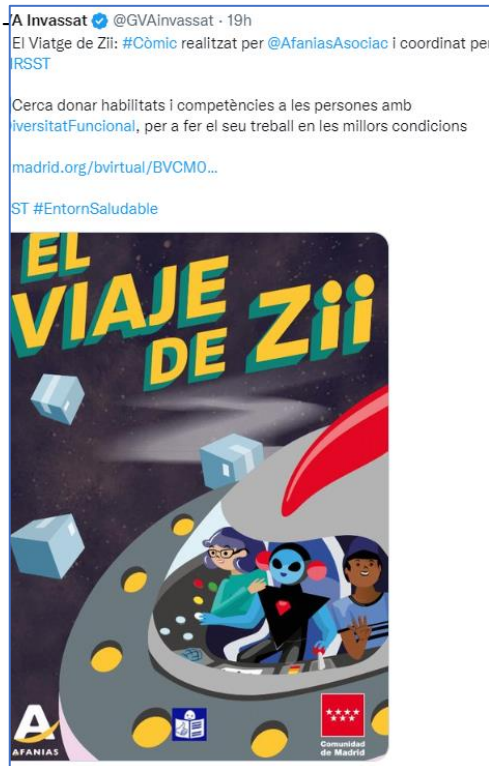 /A Invassat @GVAinvassat · 19h
El Viatge de Zii: #Còmic realitzat per @AfaniasAsociac i coordinat per
IRSST
Cerca donar habilitats i competències a les persones amb
iversitatFuncional, per a fer el seu treball en les millors condicions
madrid.org/bvirtual/BVCM0...
ST #EntornSaludable
EL
VIAJE
DE Zii
AFANIAS
Comunidad
de Madrid